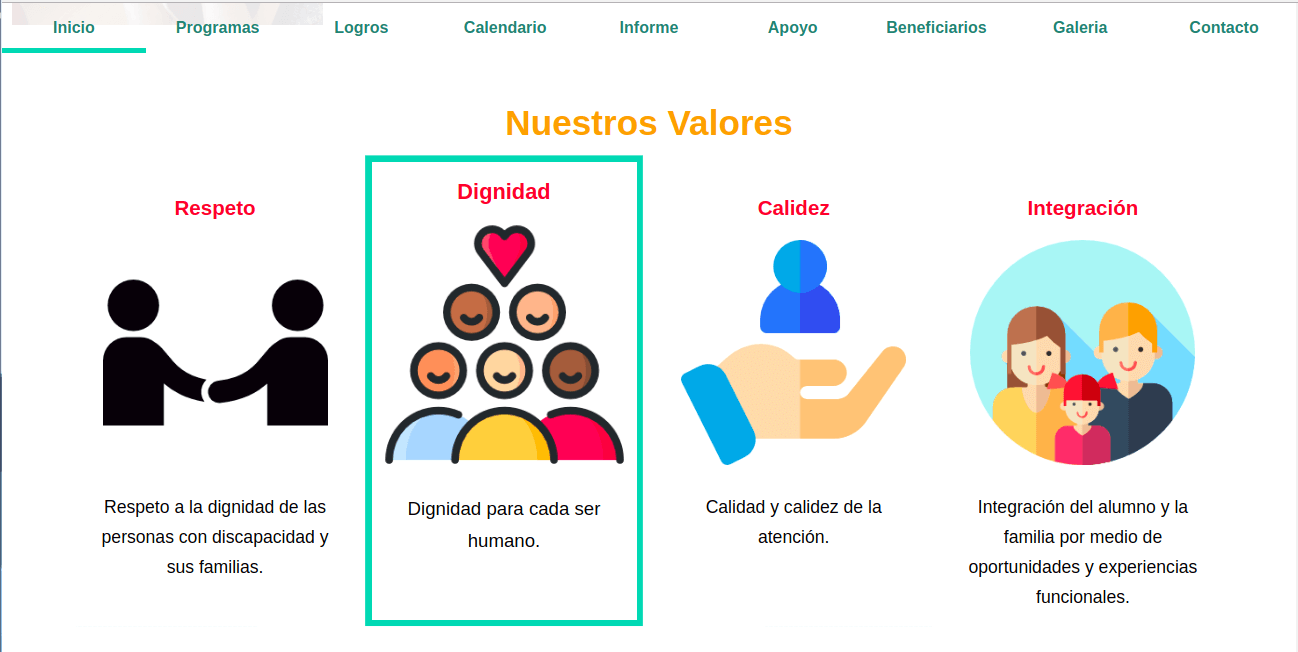 Inicio Programas Logros Calendario Informe Apoyo Beneficiarios Galeria Contacto
Nuestros Valores
Respeto
Respeto a la dignidad de las
personas con discapacidad y
sus familias.
Dignidad
Dignidad para cada ser
humano.
Calidez
Calidad y calidez de la
atención.
Integración
Integración del alumno y la
familia por medio de
oportunidades y experiencias
funcionales.